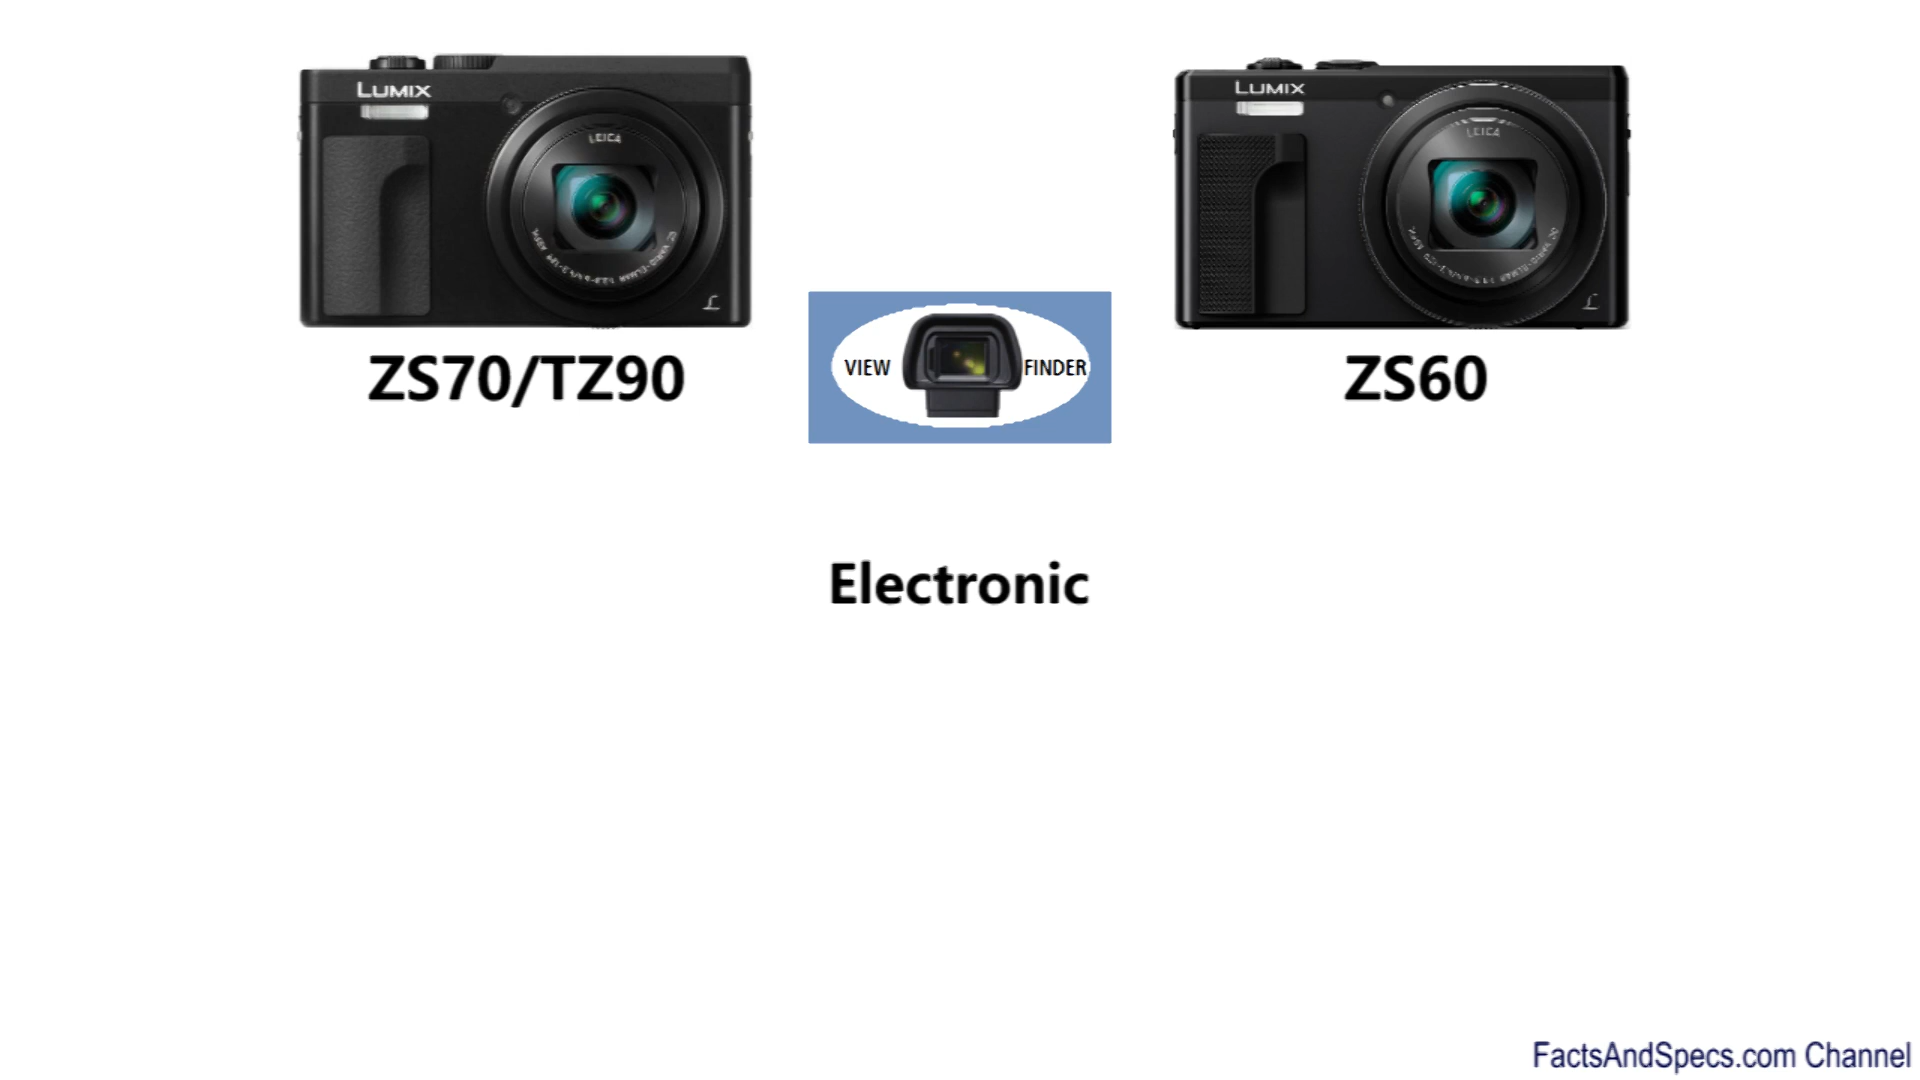 LUMIX
LEICA
L
ZS70/TZ90
LUMIX
LEICA
L
ZS60
VIEW FINDER
Electronic
FactsAndSpecs.com Channel